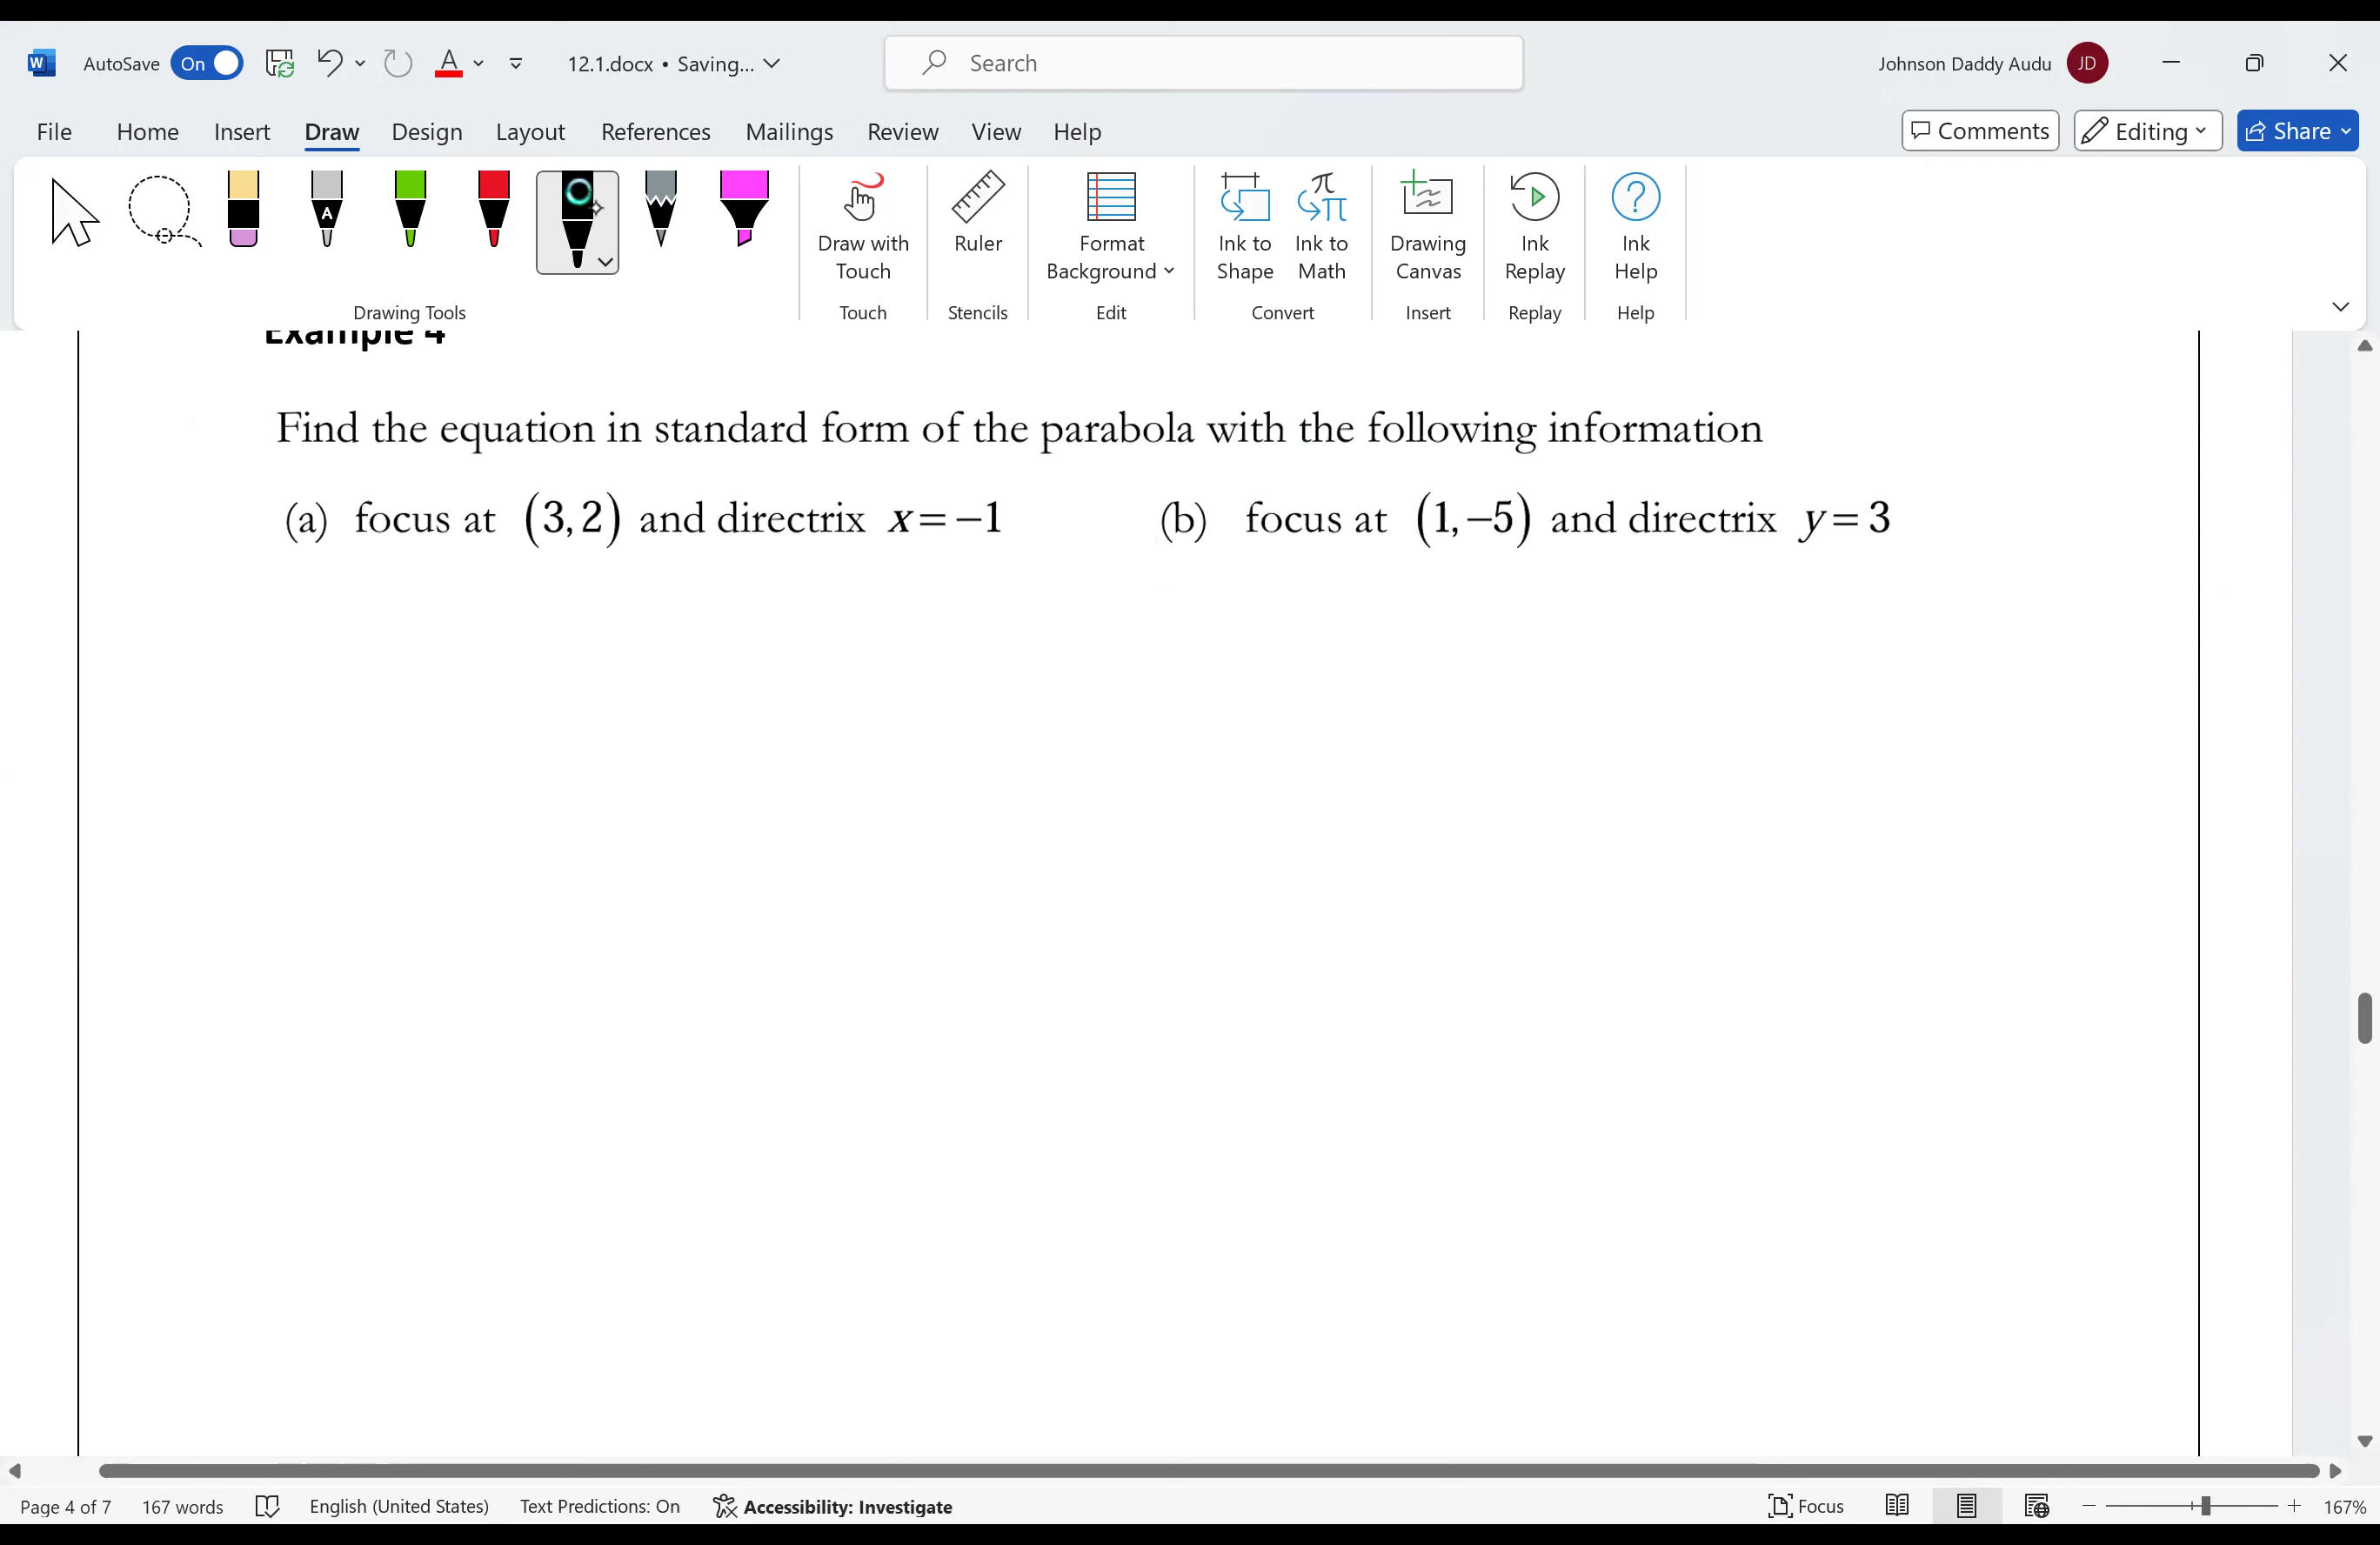 AutoSave On 12.1.docx • Saving... Search Johnson Daddy Audu JD
File Home Insert Draw Design Layout References Mailings Review View Help Comments Editing Share
Draw with Touch Ruler Format Background Ink to Shape Ink to Math Drawing Canvas Ink Replay Ink Help
Drawing Tools Touch Stencils Edit Convert Insert Replay Help
Example 4
Find the equation in standard form of the parabola with the following information
(a) focus at (3,2) and directrix x=−1 (b) focus at (1,−5) and directrix y=3
Page 4 of 7 167 words English (United States) Text Predictions: On Accessibility: Investigate Focus 167%